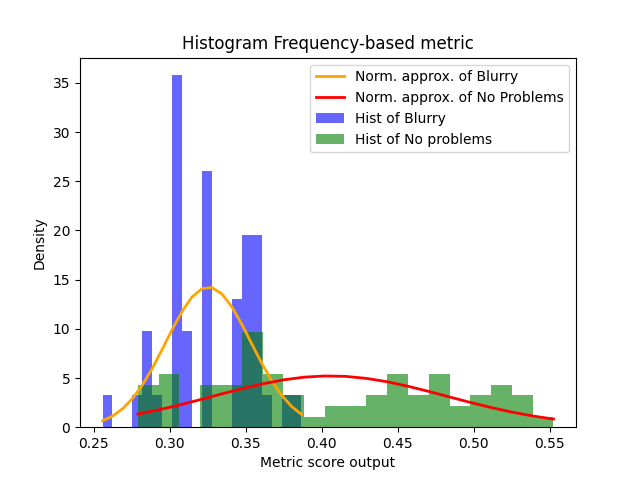 Histogram Frequency-based metric
Norm. approx. of Blurry
Norm. approx. of No Problems
Hist of Blurry
Hist of No problems
Density
35
30
25
20
15
10
5
0
0.25 0.30 0.35 0.40 0.45 0.50 0.55
Metric score output